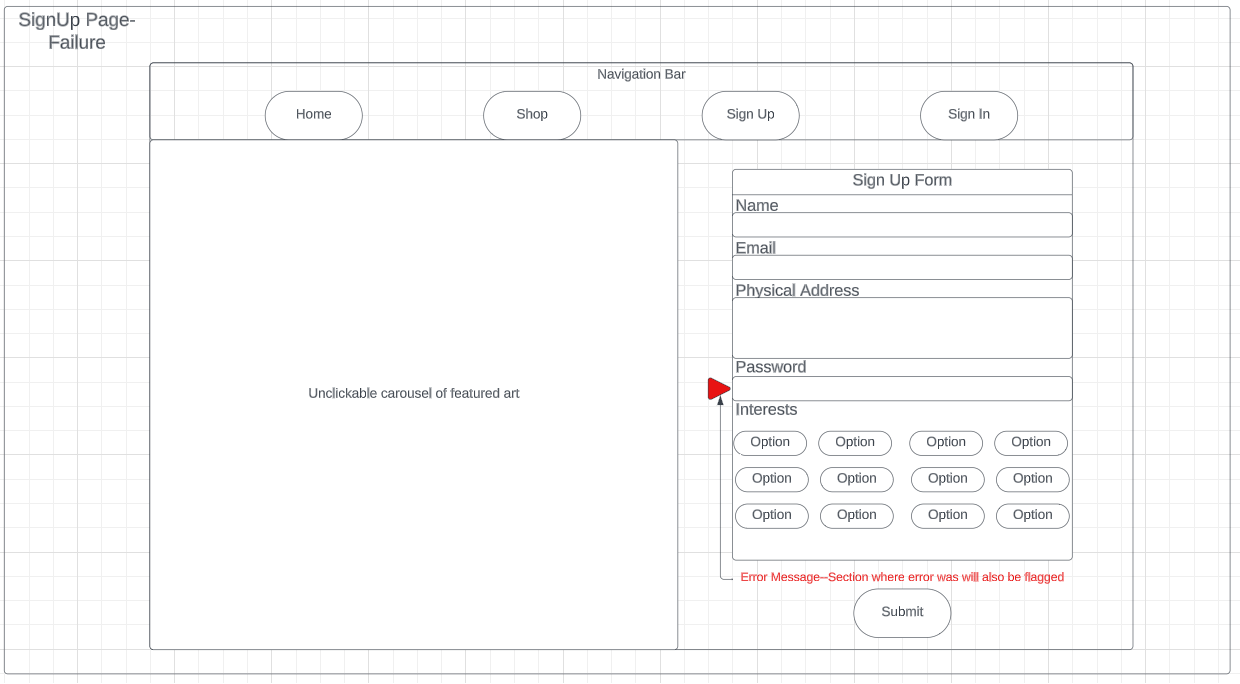 SignUp Page-
Failure
Navigation Bar
Home
Shop
Sign Up
Sign In
Sign Up Form
Name
Email
Physical Address
Unclickable carousel of featured art
Password
Interests
Option Option Option Option
Option Option Option Option
Option Option Option Option
Error Message--Section where error was will also be flagged
Submit